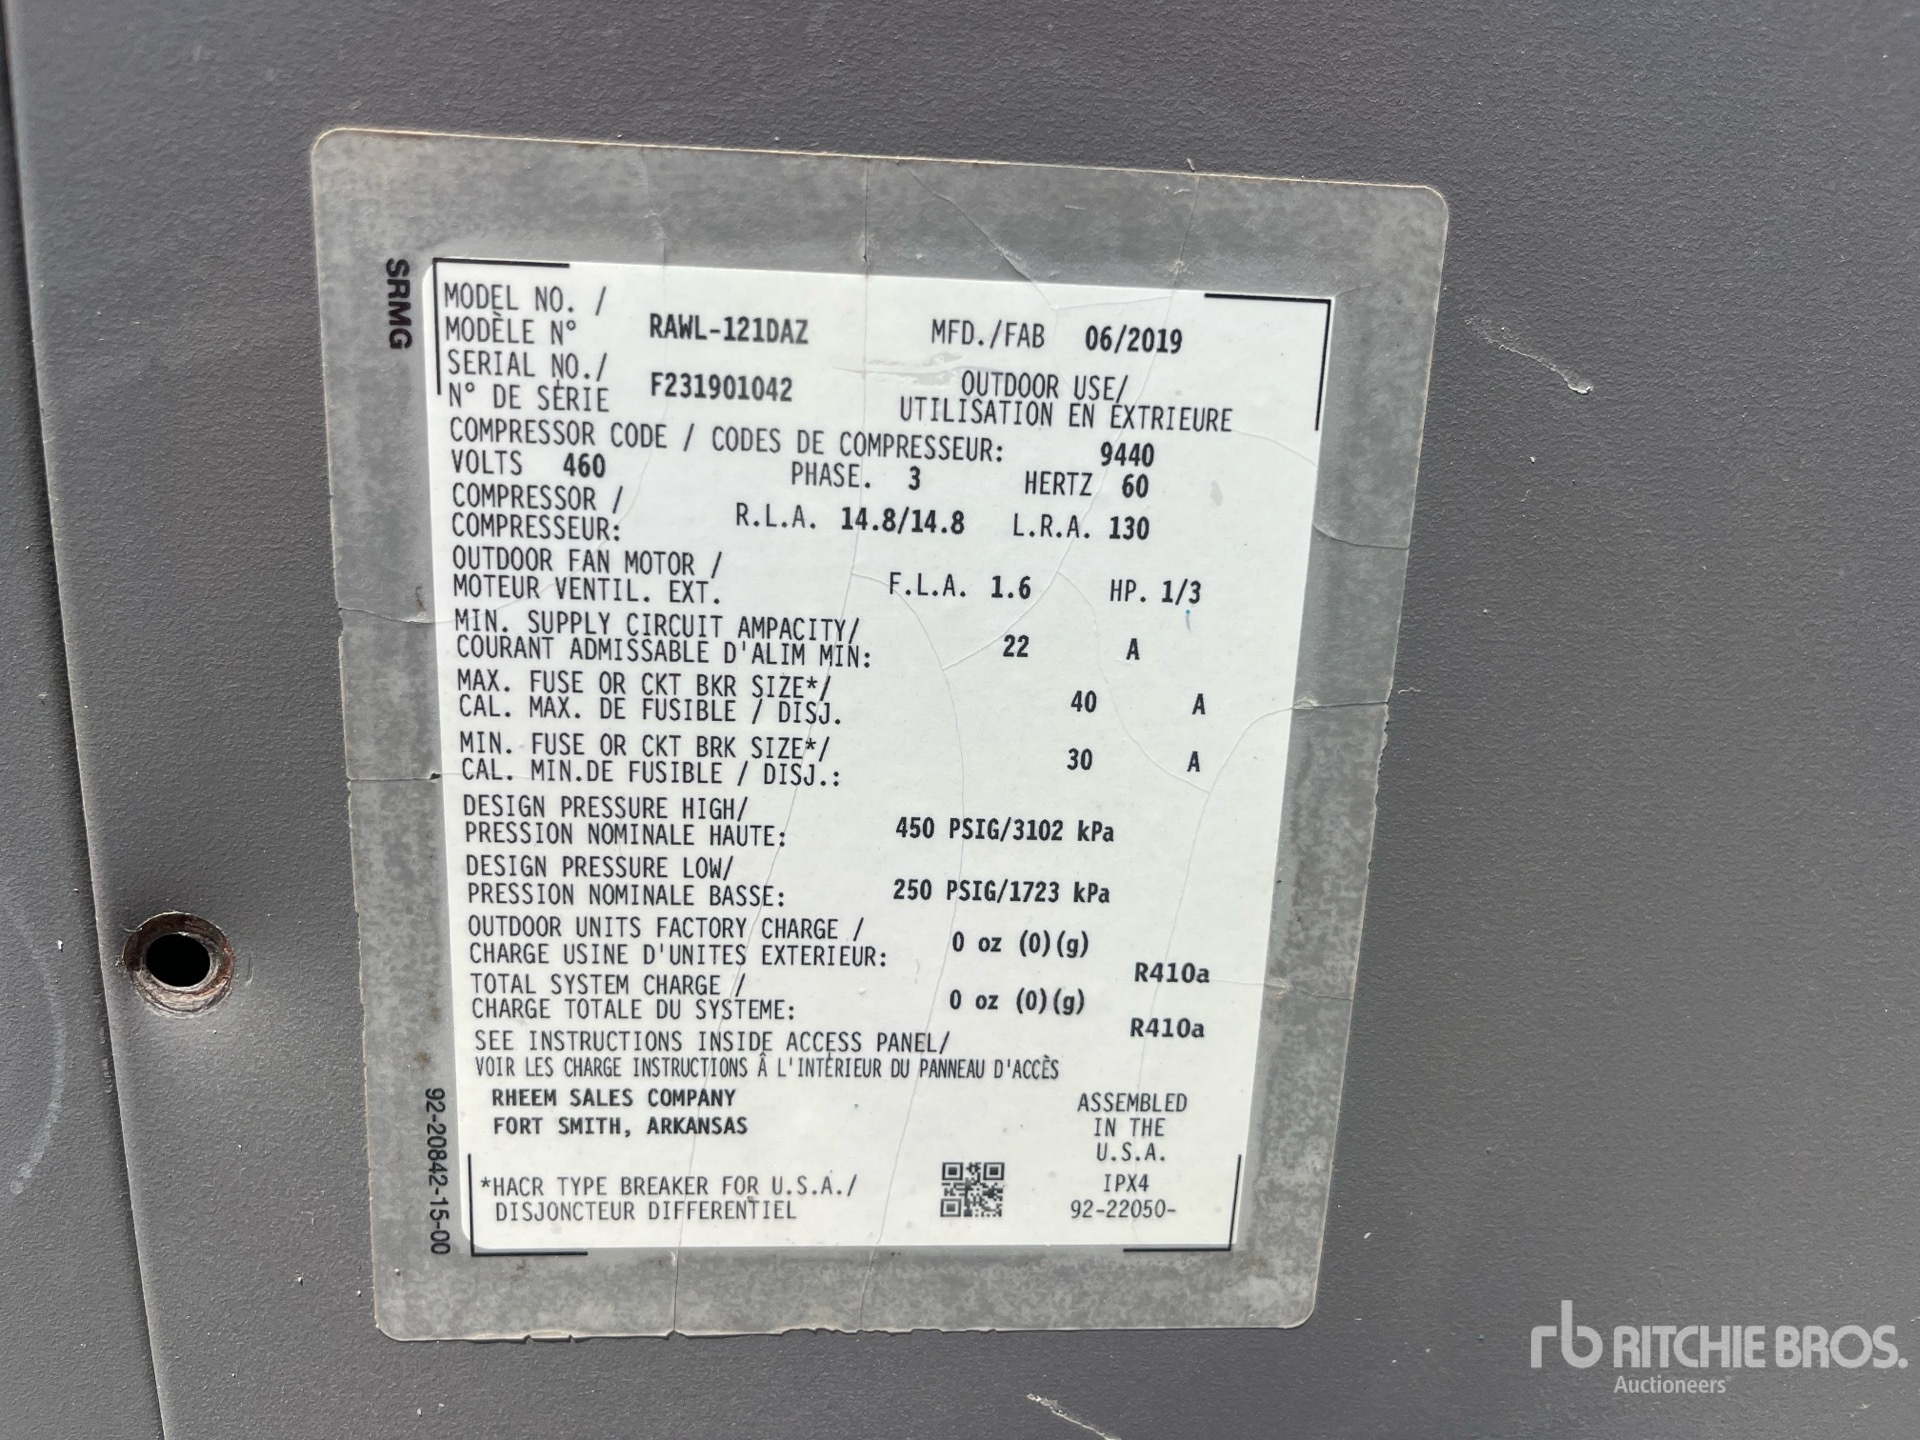 SRMG
MODEL NO. /
MODÈLE N° RAWL-121DAZ MFD./FAB 06/2019
SERIAL NO./
N° DE SÉRIE F231901042 OUTDOOR USE/
UTILISATION EN EXTRIEURE
COMPRESSOR CODE / CODES DE COMPRESSEUR: 9440
VOLTS 460 PHASE. 3 HERTZ 60
COMPRESSOR /
COMPRESSEUR: R.L.A. 14.8/14.8 L.R.A. 130
OUTDOOR FAN MOTOR /
MOTEUR VENTIL. EXT. F.L.A. 1.6 HP. 1/3
MIN. SUPPLY CIRCUIT AMPACITY/
COURANT ADMISSABLE D'ALIM MIN: 22 A
MAX. FUSE OR CKT BKR SIZE*/
CAL. MAX. DE FUSIBLE / DISJ. 40 A
MIN. FUSE OR CKT BRK SIZE*/
CAL. MIN.DE FUSIBLE / DISJ.: 30 A
DESIGN PRESSURE HIGH/
PRESSION NOMINALE HAUTE: 450 PSIG/3102 kPa
DESIGN PRESSURE LOW/
PRESSION NOMINALE BASSE: 250 PSIG/1723 kPa
OUTDOOR UNITS FACTORY CHARGE /
CHARGE USINE D'UNITES EXTERIEUR: 0 oz (0)(g) R410a
TOTAL SYSTEM CHARGE /
CHARGE TOTALE DU SYSTEME: 0 oz (0)(g) R410a
SEE INSTRUCTIONS INSIDE ACCESS PANEL/
VOIR LES CHARGE INSTRUCTIONS Â L'INTÉRIEUR DU PANNEAU D'ACCÈS
RHEEM SALES COMPANY
FORT SMITH, ARKANSAS
ASSEMBLED
IN THE
U.S.A.
*HACR TYPE BREAKER FOR U.S.A./
DISJONCTEUR DIFFERENTIEL
IPX4
92-22050-
92-20842-15-00
rb RITCHIE BROS.
Auctioneers